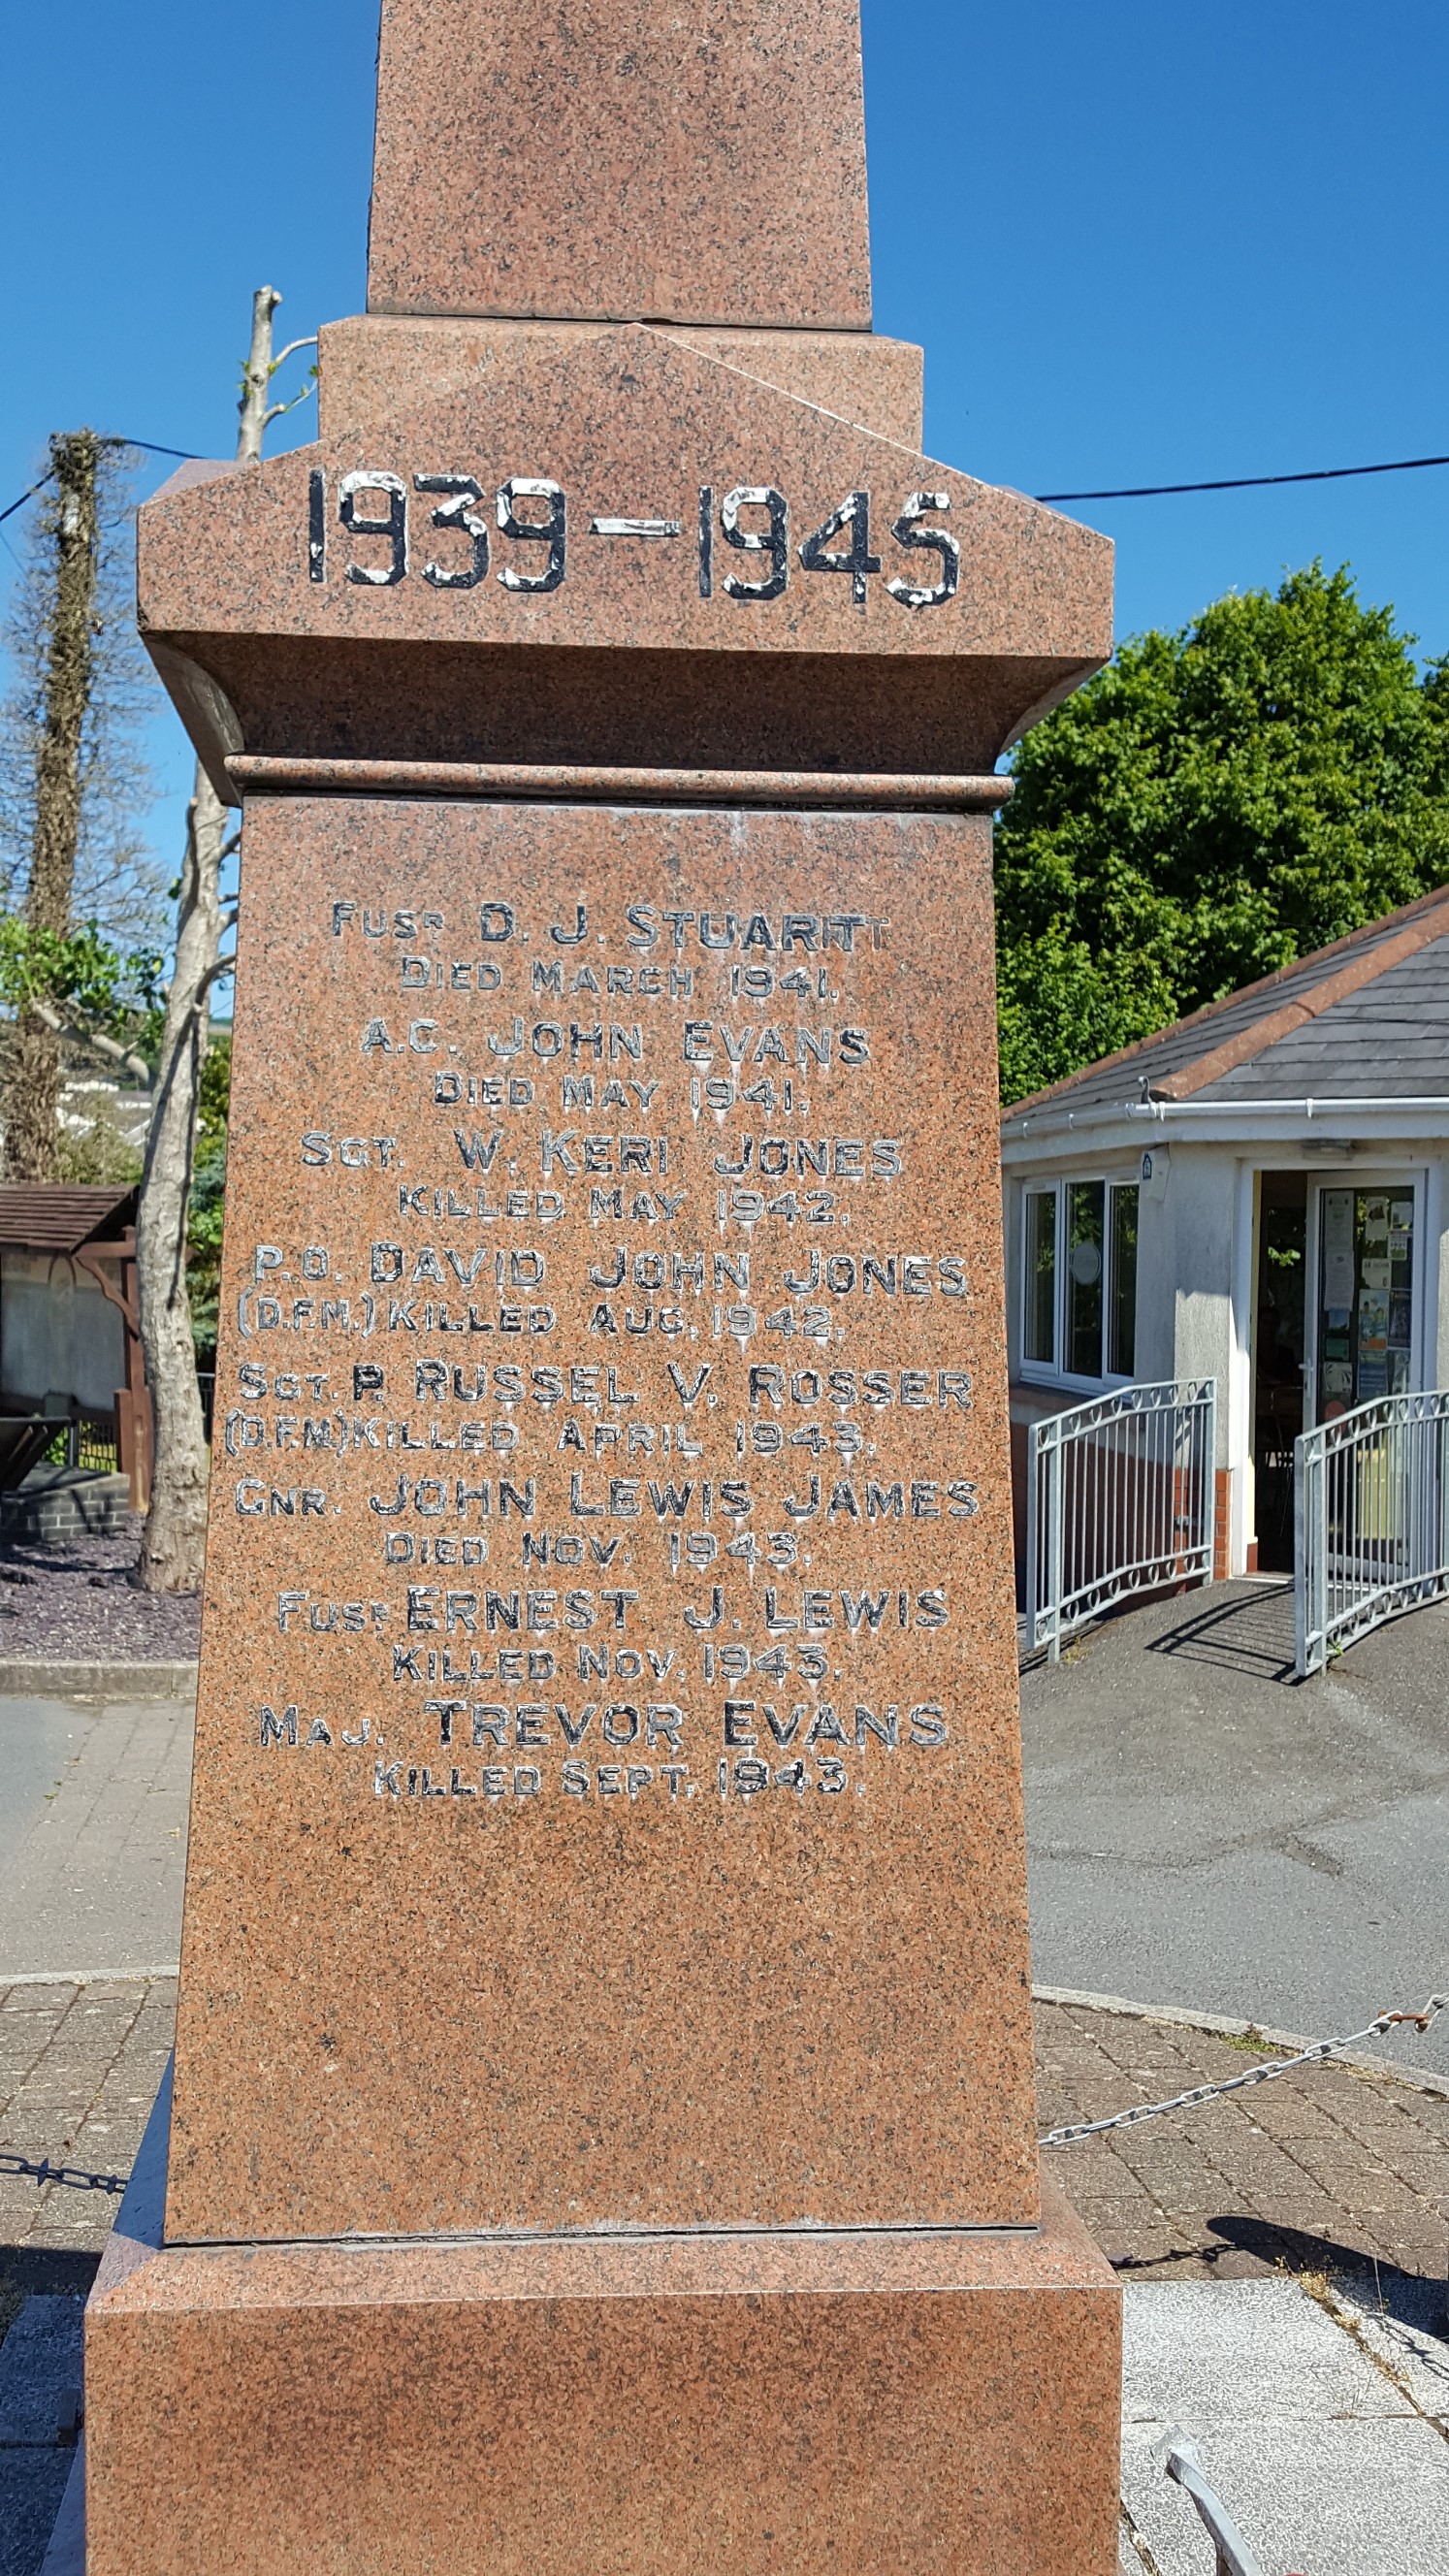 1939–1945
FUSR D. J. STUART
DIED MARCH 1941.
A.C. JOHN EVANS
DIED MAY 1941.
SGT. W. KERI JONES
KILLED MAY 1942.
P.O. DAVID JOHN JONES
(D.F.M.) KILLED AUG. 1942.
SGT. P. RUSSEL V. ROSSER
(D.F.M.) KILLED APRIL 1943.
GNR. JOHN LEWIS JAMES
DIED NOV. 1943.
FUSR. ERNEST J. LEWIS
KILLED NOV. 1943.
MAJ. TREVOR EVANS
KILLED SEPT. 1943.